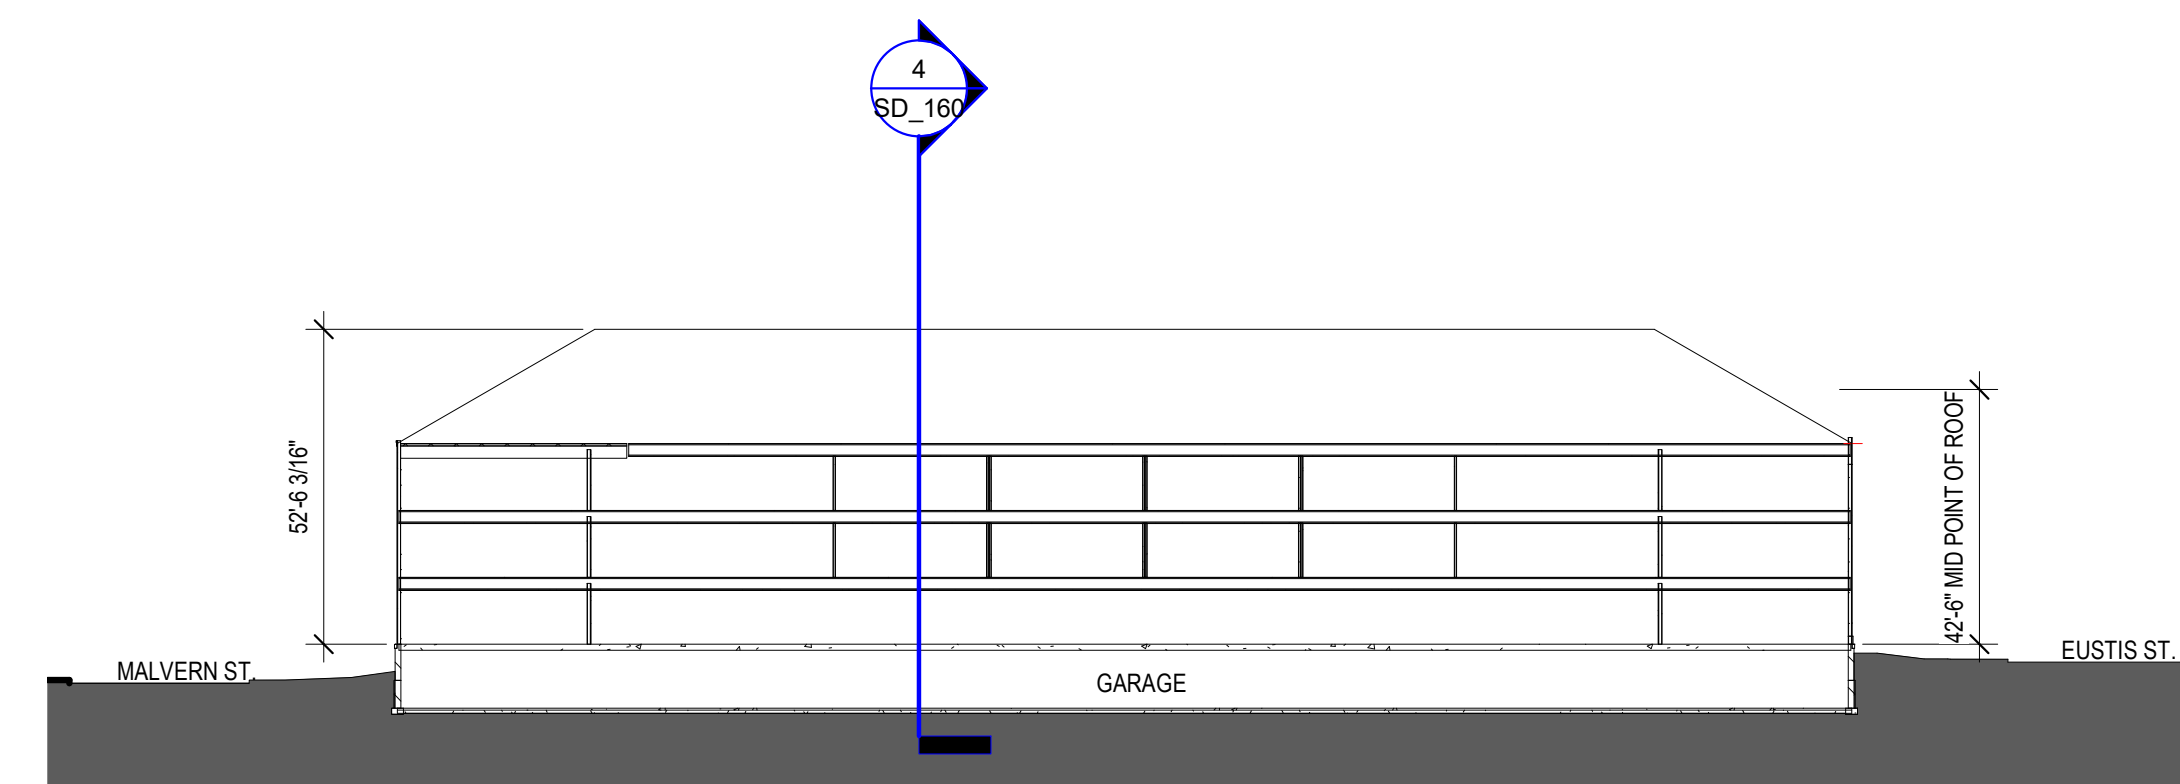 4
SD_160
52'-6 3/16"
42'-6" MID POINT OF ROOF
MALVERN ST.
EUSTIS ST.
GARAGE